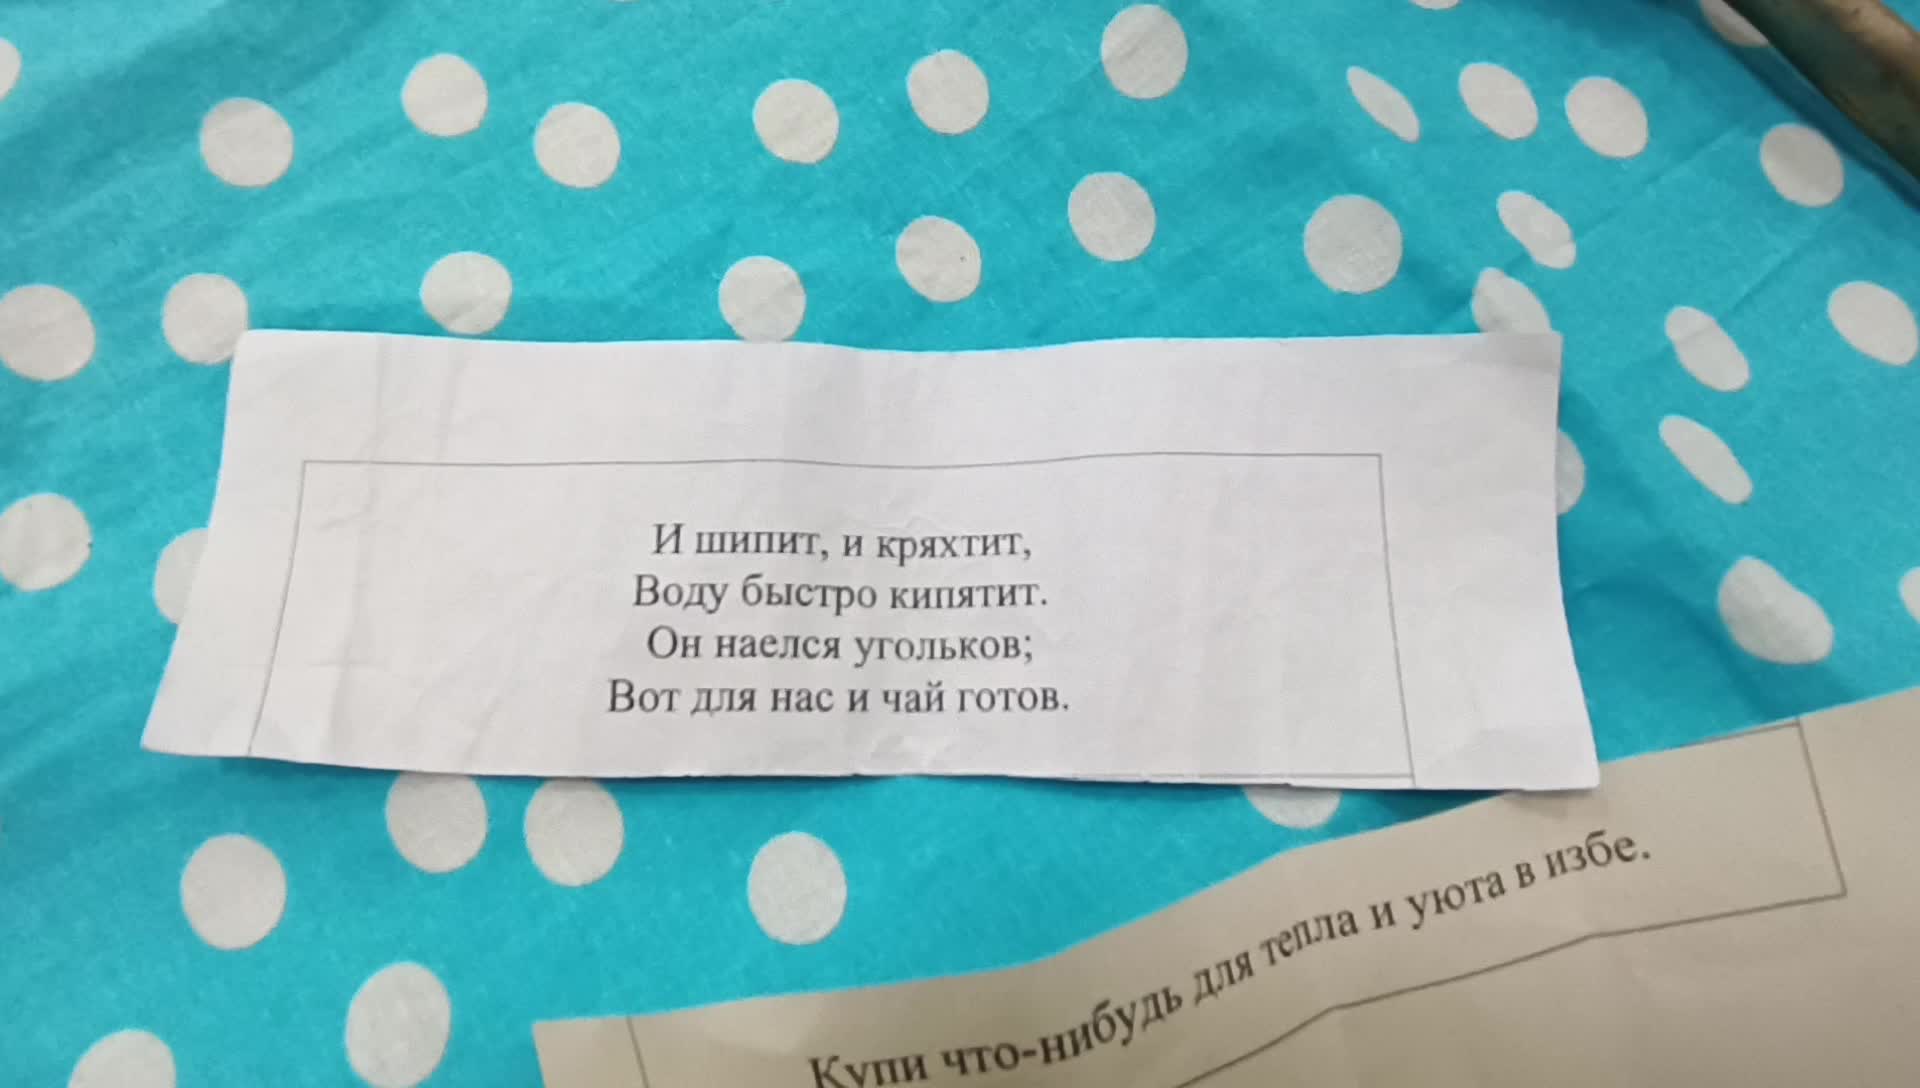 И шипит, и кряхтит,
Воду быстро кипятит.
Он наелся угольков;
Вот для нас и чай готов.
Купи что-нибудь для тепла и уюта в избе.